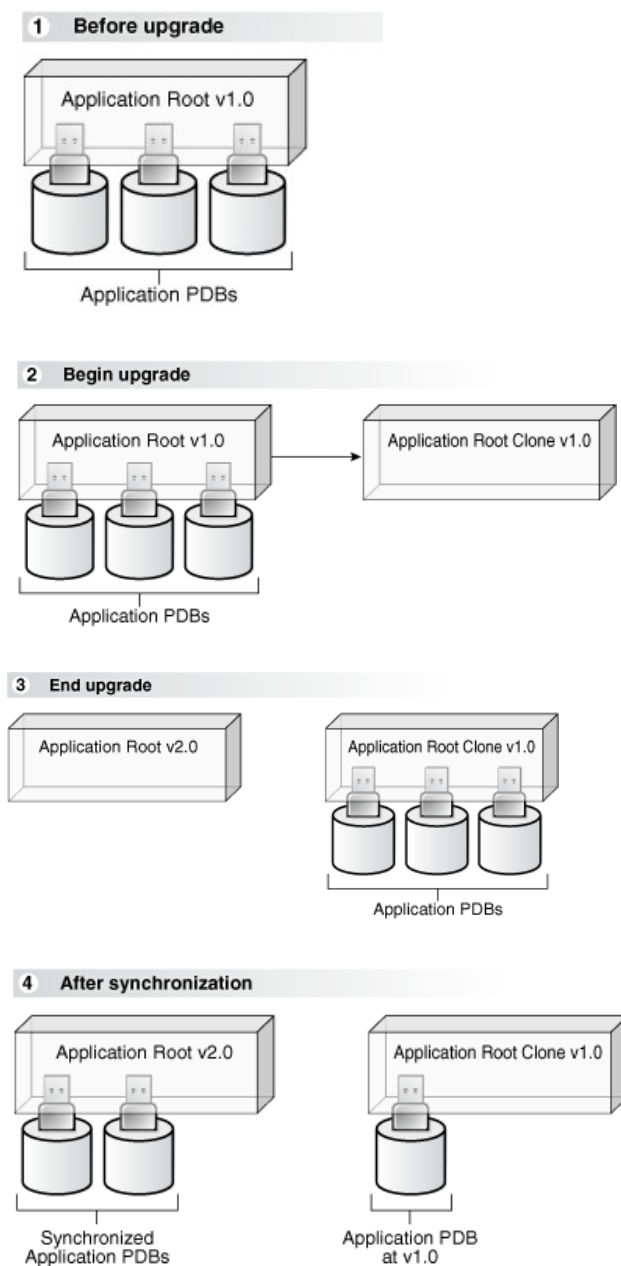 1 Before upgrade
Application Root v1.0
Application PDBs
2 Begin upgrade
Application Root v1.0
Application Root Clone v1.0
Application PDBs
3 End upgrade
Application Root v2.0
Application Root Clone v1.0
Application PDBs
4 After synchronization
Application Root v2.0
Application Root Clone v1.0
Synchronized
Application PDBs
Application PDB
at v1.0